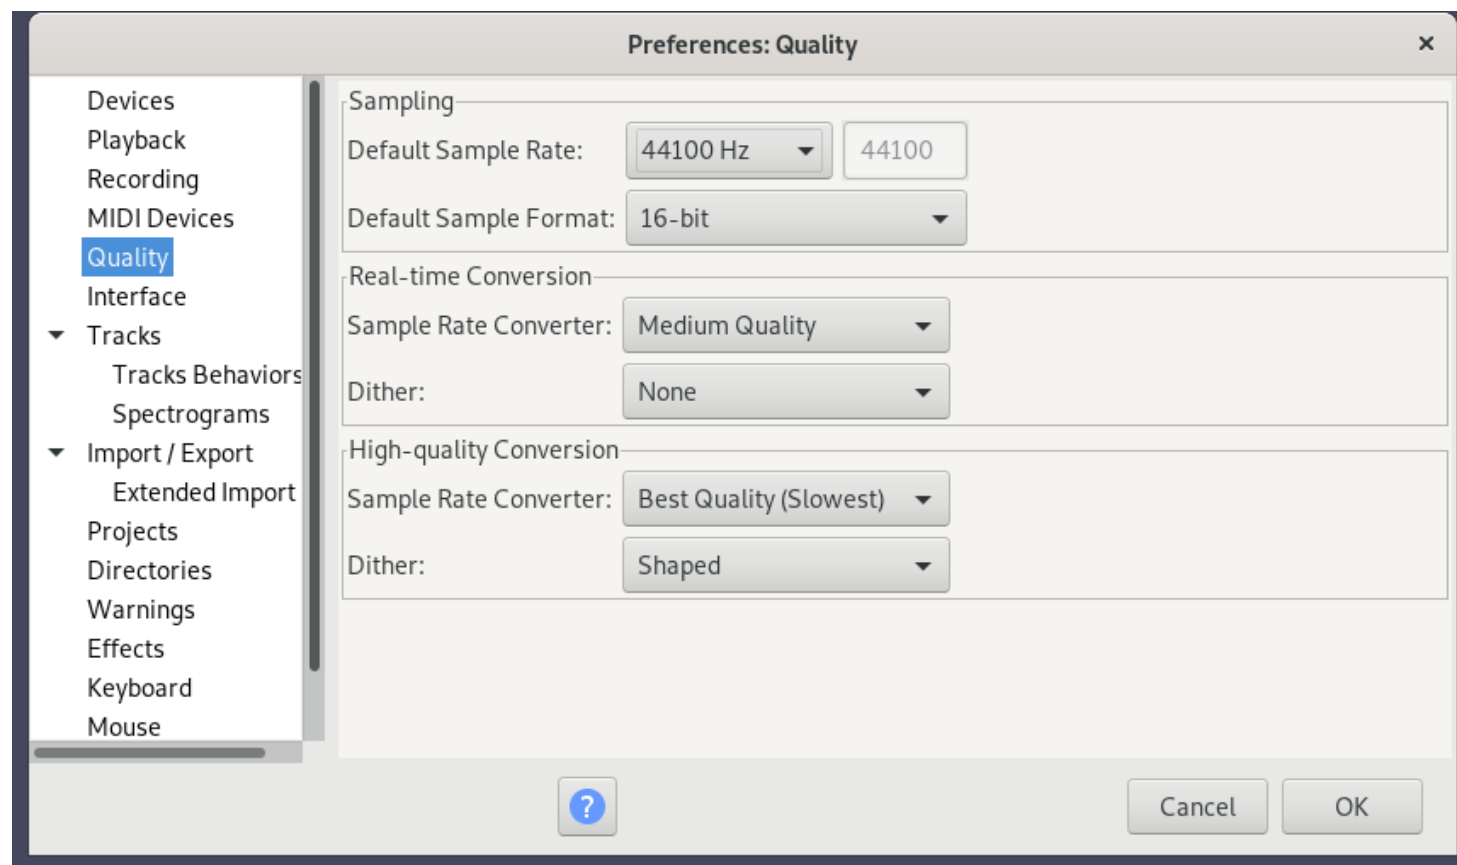 Preferences: Quality
Devices
Playback
Recording
MIDI Devices
Quality
Interface
Tracks
Tracks Behaviors
Spectrograms
Import / Export
Extended Import
Projects
Directories
Warnings
Effects
Keyboard
Mouse
Sampling
Default Sample Rate: 44100 Hz 44100
Default Sample Format: 16-bit
Real-time Conversion
Sample Rate Converter: Medium Quality
Dither: None
High-quality Conversion
Sample Rate Converter: Best Quality (Slowest)
Dither: Shaped
? Cancel OK